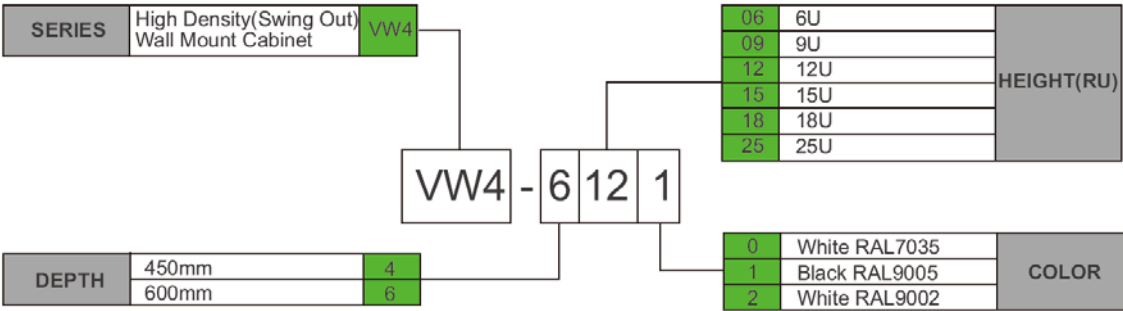 SERIES High Density(Swing Out) Wall Mount Cabinet VW4
06 6U
09 9U
12 12U
15 15U
18 18U
25 25U
HEIGHT(RU)
VW4 - 6 12 1
DEPTH
450mm 4
600mm 6
0 White RAL7035
1 Black RAL9005
2 White RAL9002
COLOR